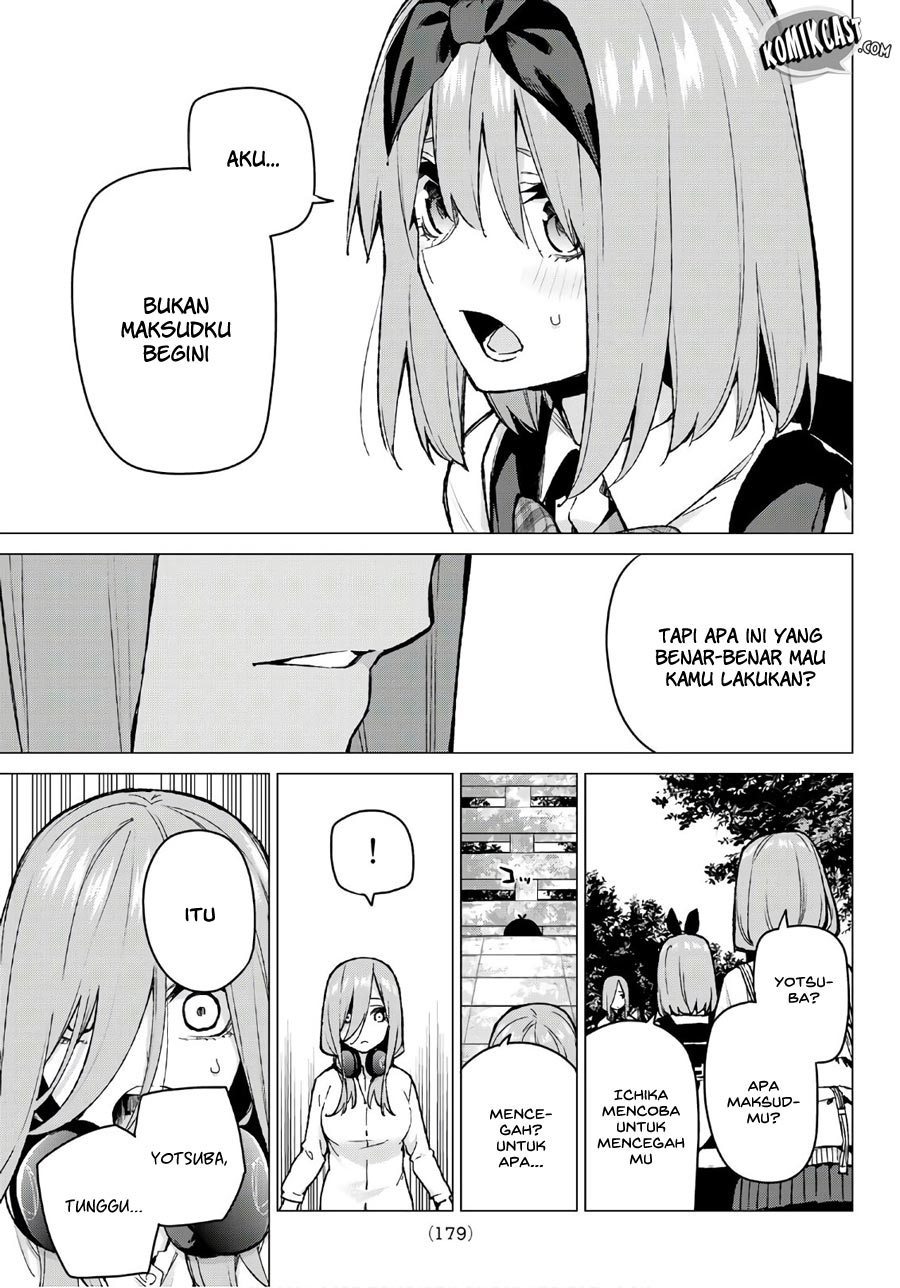 KOMIKCAST.COM
AKU...
BUKAN
MAKSUDKU
BEGINI
TAPI APA INI YANG
BENAR-BENAR MAU
KAMU LAKUKAN?
YOTSU-
BA?
APA
MAKSUD-
MU?
ICHIKA
MENCOBA
UNTUK
MENCEGAH
MU
MENCE-
GAH?
UNTUK
APA...
!
ITU
YOTSUBA,
TUNGGU...
(179)